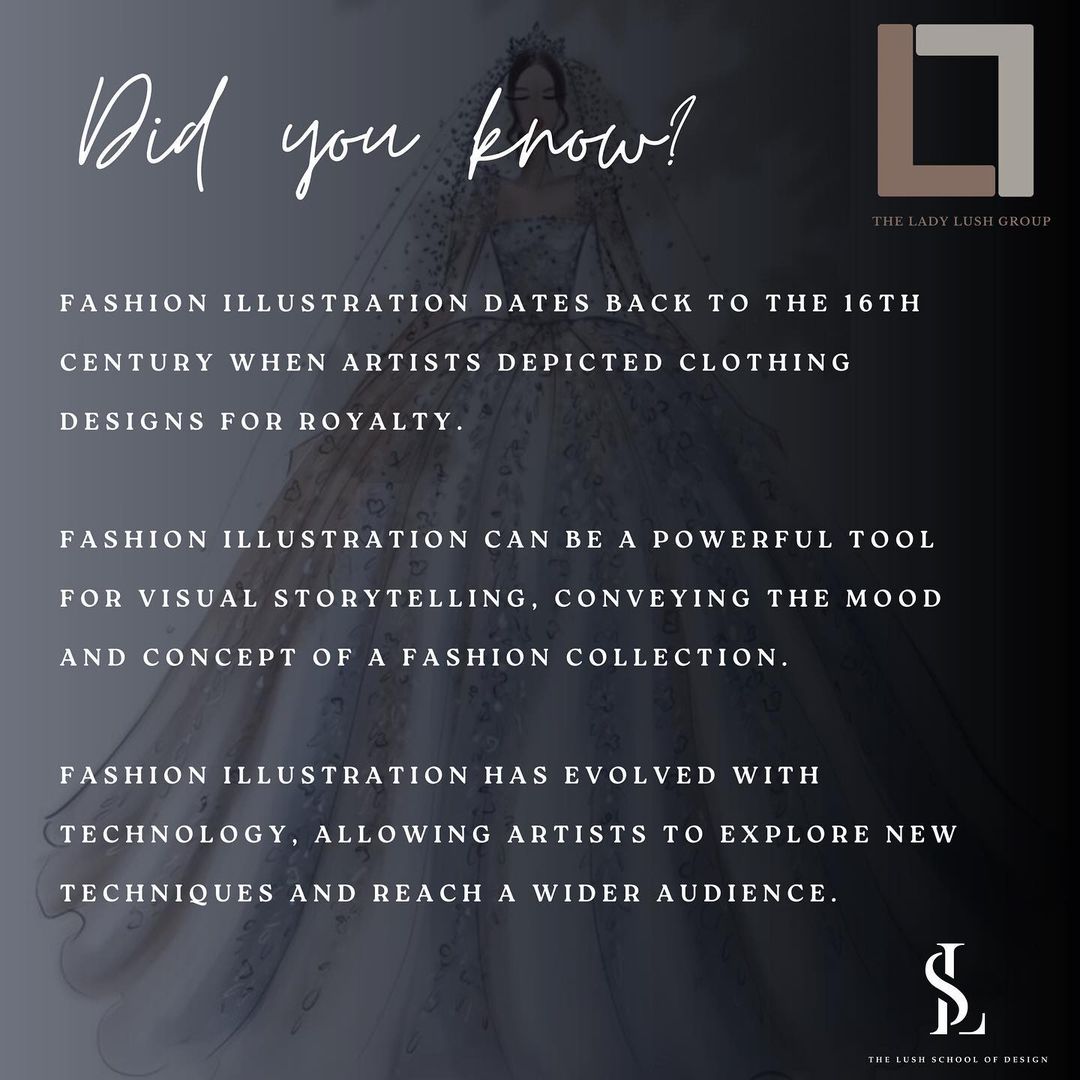 Did you know?
THE LADY LUSH GROUP
FASHION ILLUSTRATION DATES BACK TO THE 16TH
CENTURY WHEN ARTISTS DEPICTED CLOTHING
DESIGNS FOR ROYALTY.
FASHION ILLUSTRATION CAN BE A POWERFUL TOOL
FOR VISUAL STORYTELLING, CONVEYING THE MOOD
AND CONCEPT OF A FASHION COLLECTION.
FASHION ILLUSTRATION HAS EVOLVED WITH
TECHNOLOGY, ALLOWING ARTISTS TO EXPLORE NEW
TECHNIQUES AND REACH A WIDER AUDIENCE.
SL
THE LUSH SCHOOL OF DESIGN